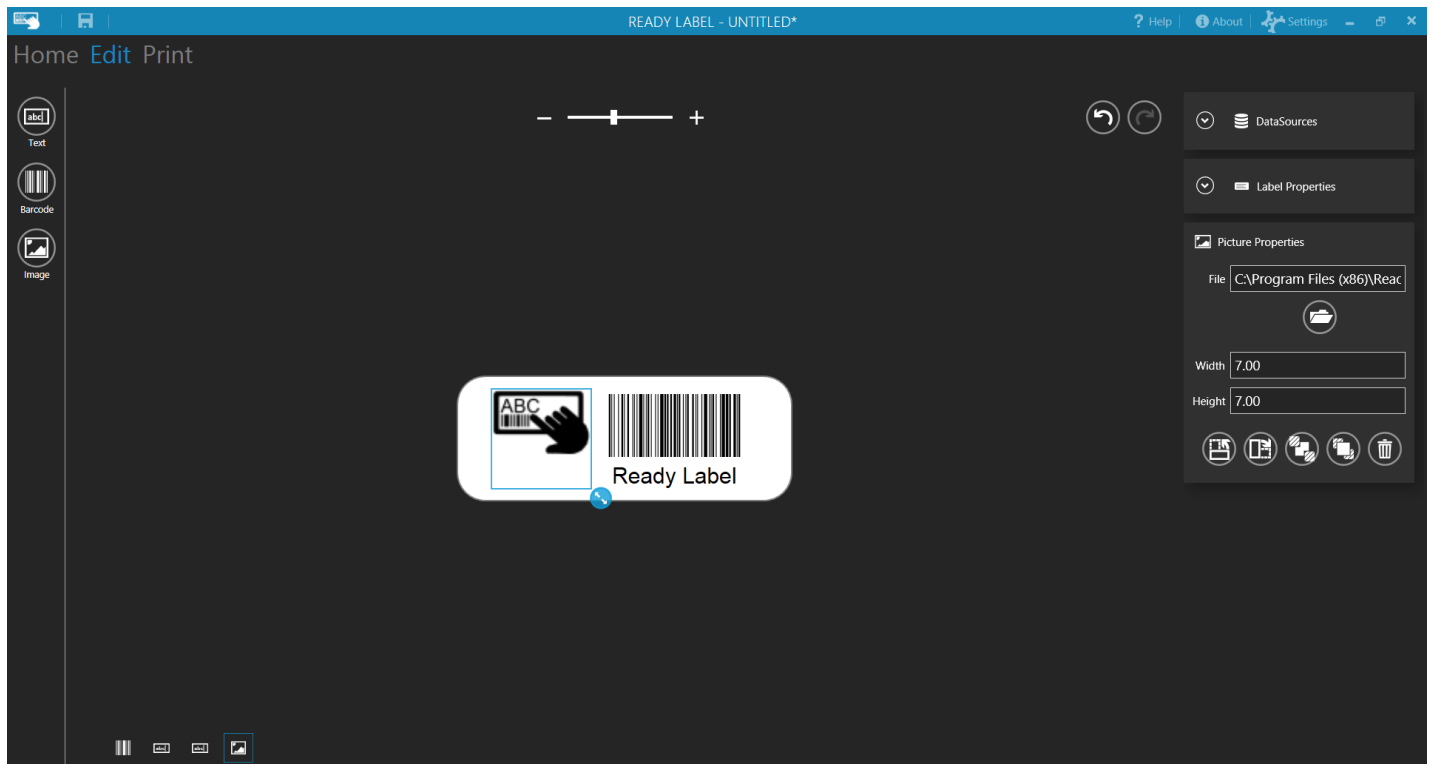 READY LABEL - UNTITLED*
? Help
About
Settings
Home Edit Print
abc
Text
Barcode
Image
DataSources
Label Properties
Picture Properties
File C:\Program Files (x86)\Reac
Width 7.00
Height 7.00
ABC
Ready Label